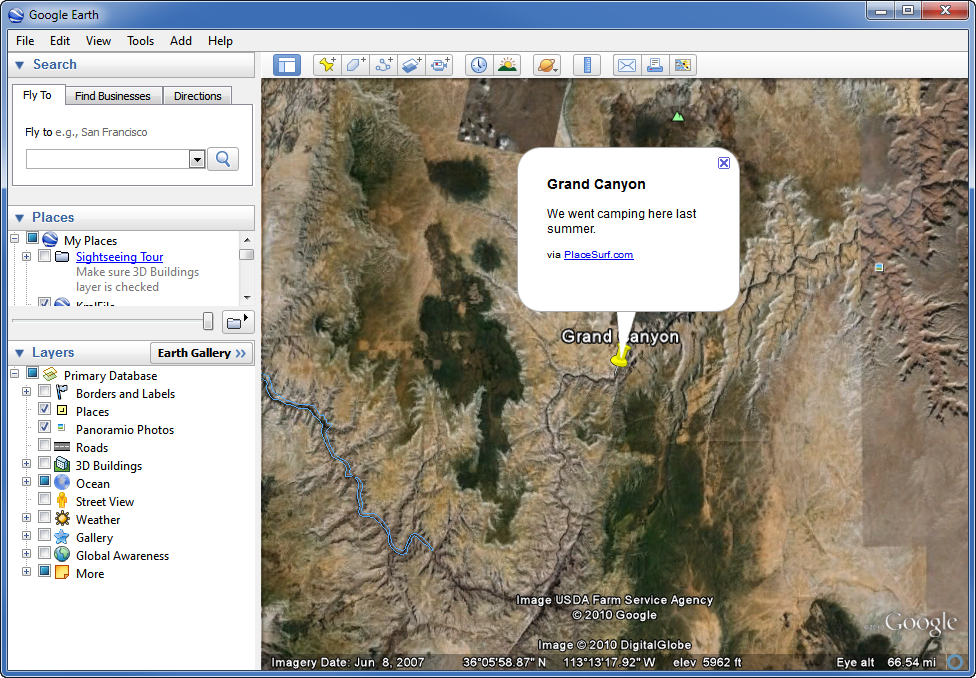 Google Earth
File Edit View Tools Add Help
Search
Fly To Find Businesses Directions
Fly to e.g., San Francisco
Places
My Places
Sightseeing Tour
Make sure 3D Buildings
layer is checked
KmlFile
Layers
Earth Gallery »
Primary Database
Borders and Labels
Places
Panoramio Photos
Roads
3D Buildings
Ocean
Street View
Weather
Gallery
Global Awareness
More
Grand Canyon
We went camping here last
summer.
via PlaceSurf.com
Grand Canyon
Image USDA Farm Service Agency
© 2010 Google
Image © 2010 DigitalGlobe
Google
Imagery Date: Jun 8, 2007 36°05'58.87" N 113°13'17.92" W elev 5962 ft Eye alt 66.54 mi